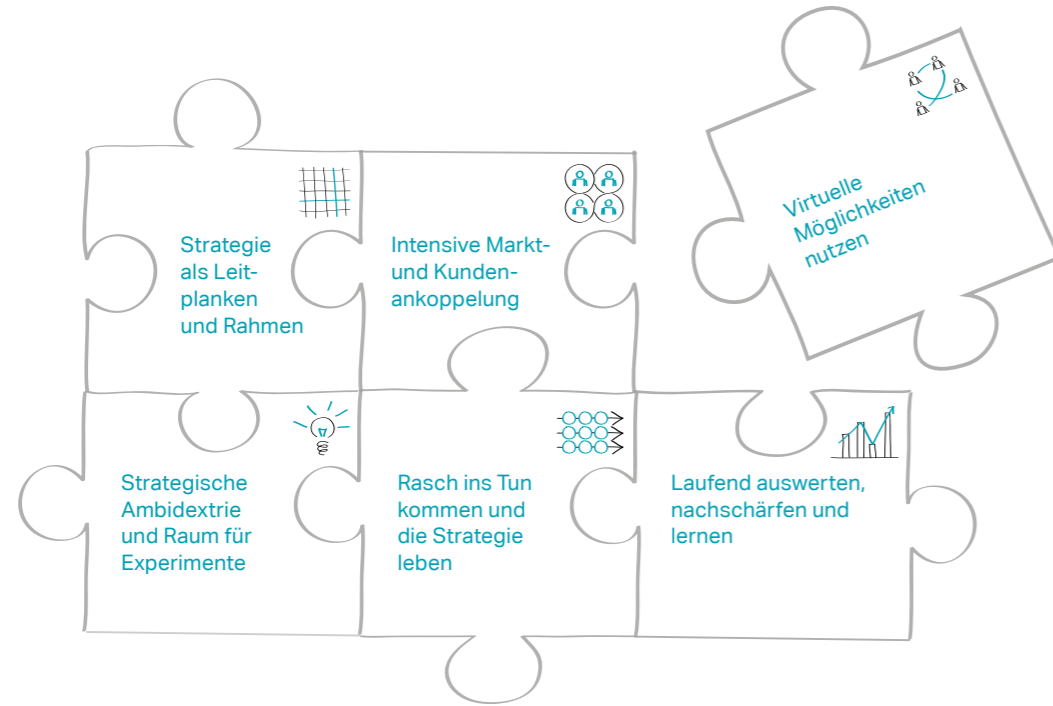 Strategie
als Leit-
planken
und Rahmen
Intensive Markt-
und Kunden-
ankoppelung
Virtuelle
Möglichkeiten
nutzen
Strategische
Ambidextrie
und Raum für
Experimente
Rasch ins Tun
kommen und
die Strategie
leben
Laufend auswerten,
nachschärfen und
lernen